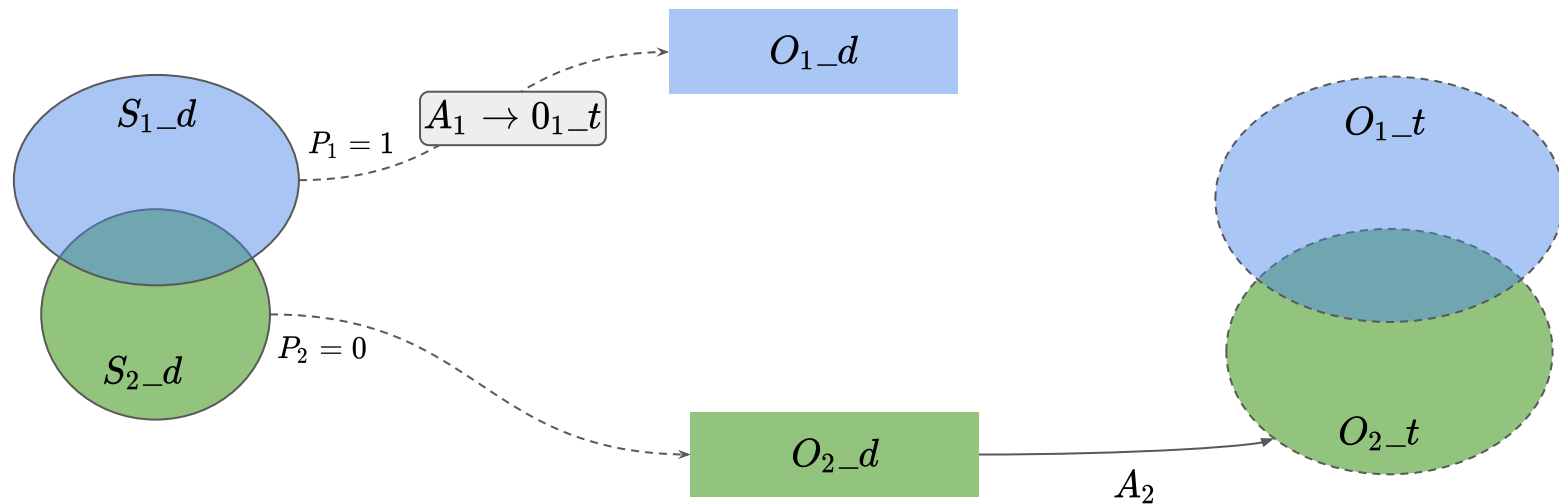 O₁_d
S₁_d
A₁ → 0₁_t
O₁_t
P₁ = 1
P₂ = 0
S₂_d
O₂_t
O₂_d
A₂